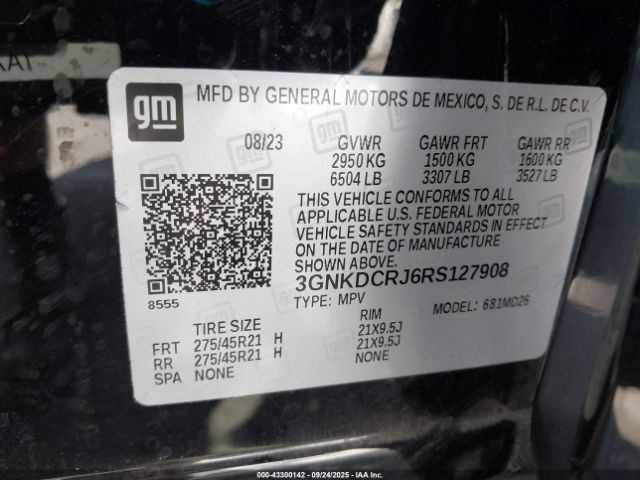 AAT
gm
MFD BY GENERAL MOTORS DE MEXICO, S. DE R.L. DE C.V.
08/23 GVWR GAWR FRT GAWR RR
2950 KG 1500 KG 1600 KG
6504 LB 3307 LB 3527 LB
THIS VEHICLE CONFORMS TO ALL
APPLICABLE U.S. FEDERAL MOTOR
VEHICLE SAFETY STANDARDS IN EFFECT
ON THE DATE OF MANUFACTURE
SHOWN ABOVE.
3GNKDCRJ6RS127908
8555 TYPE: MPV MODEL: 681MD26
TIRE SIZE RIM
FRT 275/45R21 H 21X9.5J
RR 275/45R21 H 21X9.5J
SPA NONE NONE
000-43300142 - 09/24/2025 - IAA Inc.